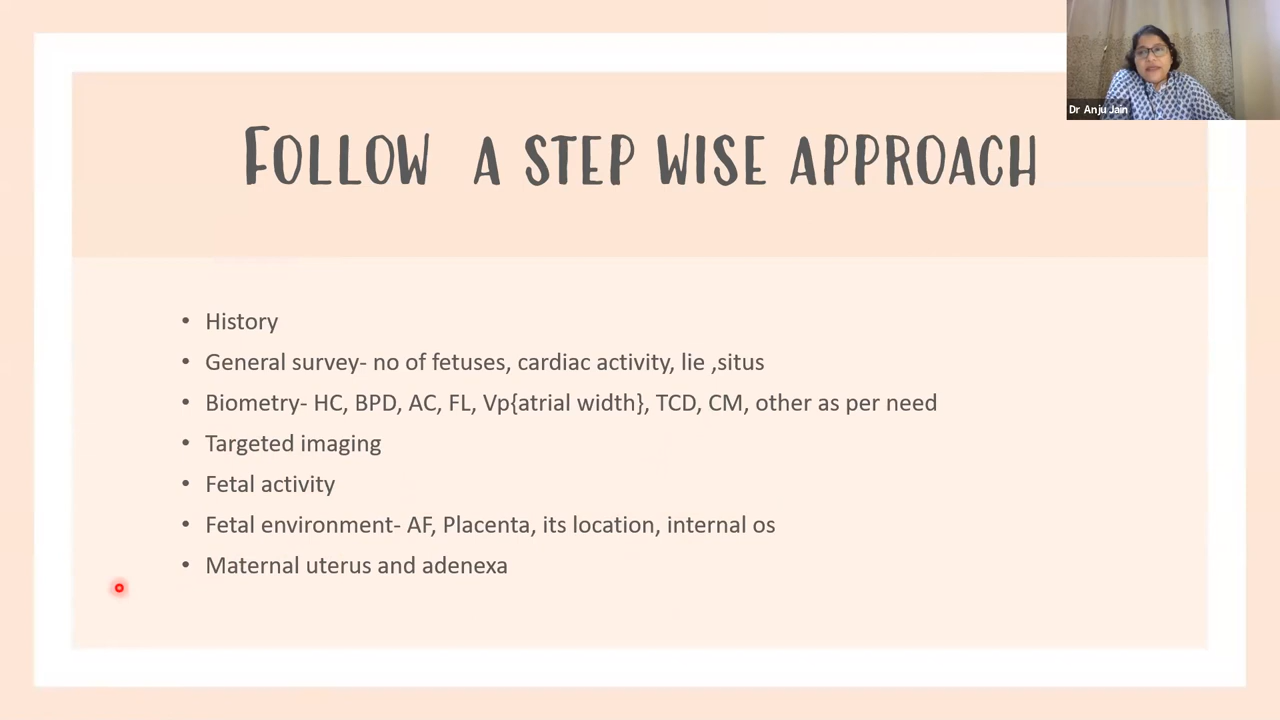 Dr Anju Jain
FOLLOW A STEP WISE APPROACH
• History
• General survey- no of fetuses, cardiac activity, lie ,situs
• Biometry- HC, BPD, AC, FL, Vp{atrial width}, TCD, CM, other as per need
• Targeted imaging
• Fetal activity
• Fetal environment- AF, Placenta, its location, internal os
• Maternal uterus and adenexa